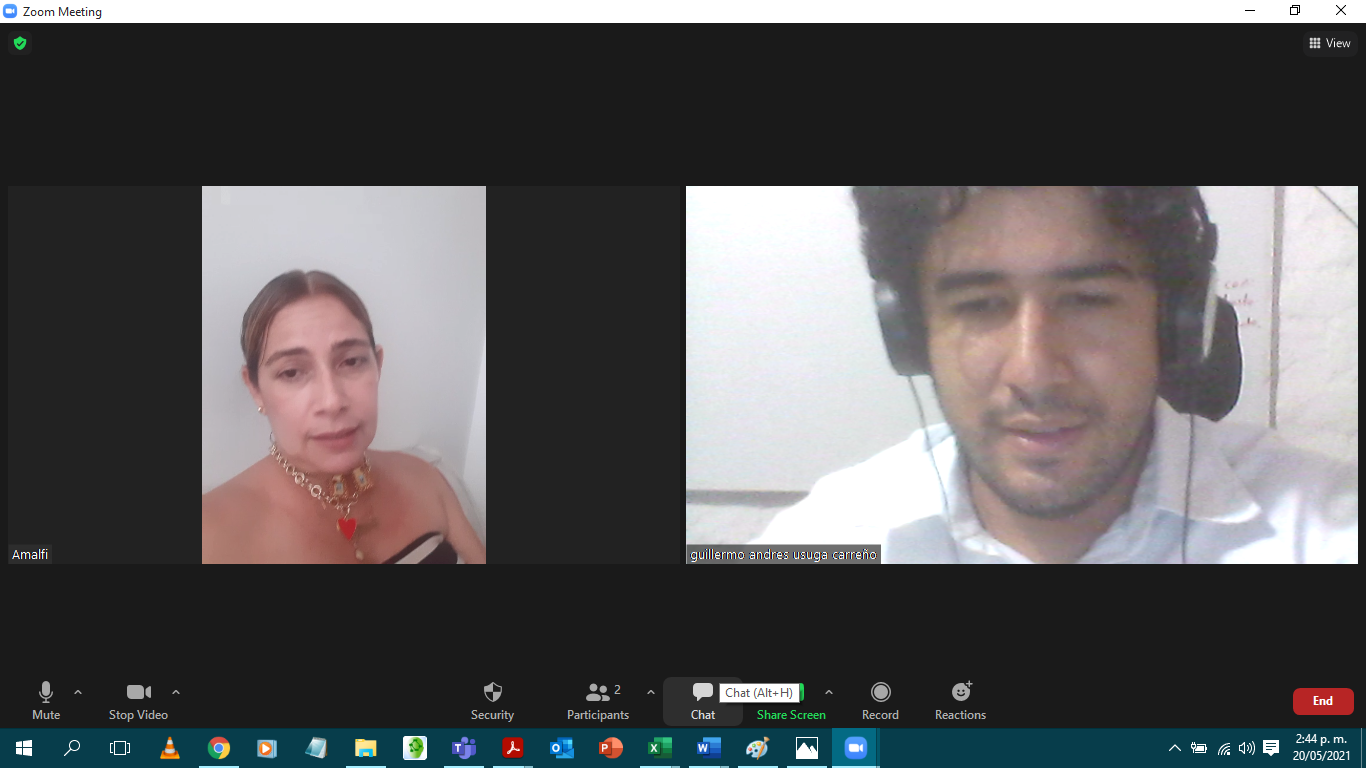 Zoom Meeting
View
Amalfi
guillermo andres usuga carreño
Mute
Stop Video
Security
Participants
2
Chat
Chat (Alt+H)
Share Screen
Record
Reactions
End
2:44 p. m.
20/05/2021